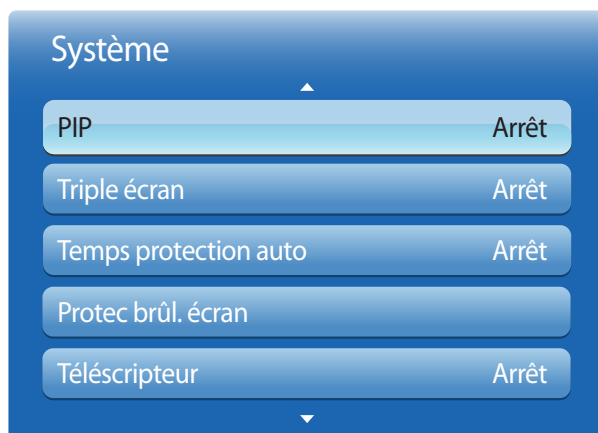 Système
PIP Arrêt
Triple écran Arrêt
Temps protection auto Arrêt
Protec brûl. écran
Téléscripteur Arrêt